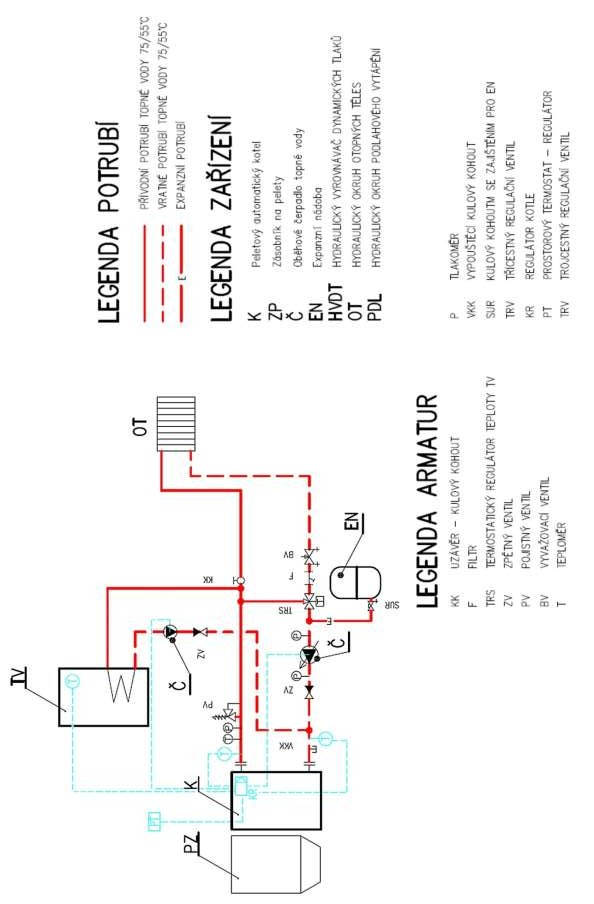 TV
PT
T
PZ
K
KR
T
T
P
PV
VKK
T
E
ZV
Č
ZV
P
Č
P
KK
TRS
E
SUR
EN
F
BV
OT
LEGENDA POTRUBÍ
PŘÍVODNÍ POTRUBÍ TOPNÉ VODY 75/55°C
VRATNÉ POTRUBÍ TOPNÉ VODY 75/55°C
E EXPANZNÍ POTRUBÍ
LEGENDA ZAŘÍZENÍ
K Peletový automatický kotel
ZP Zásobník na pelety
Č Oběhové čerpadlo topné vody
EN Expanzní nádoba
HVDT HYDRAULICKÝ VYROVNÁVAČ DYNAMICKÝCH TLAKŮ
OT HYDRAULICKÝ OKRUH OTOPNÝCH TĚLES
PDL HYDRAULICKÝ OKRUH PODLAHOVÉHO VYTÁPĚNÍ
LEGENDA ARMATUR
KK UZÁVĚR – KULOVÝ KOHOUT
F FILTR
TRS TERMOSTATICKÝ REGULÁTOR TEPLOTY TV
ZV ZPĚTNÝ VENTIL
PV POJISTNÝ VENTIL
BV VYVAŽOVACÍ VENTIL
T TEPLOMĚR
P TLAKOMĚR
VKK VYPOUŠTĚCÍ KULOVÝ KOHOUT
SUR KULOVÝ KOHOUTM SE ZAJIŠTĚNÍM PRO EN
TRV TŘÍCESTNÝ REGULAČNÍ VENTIL
KR REGULÁTOR KOTLE
PT PROSTOROVÝ TERMOSTAT – REGULÁTOR
TRV TROJCESTNÝ REGULAČNÍ VENTIL